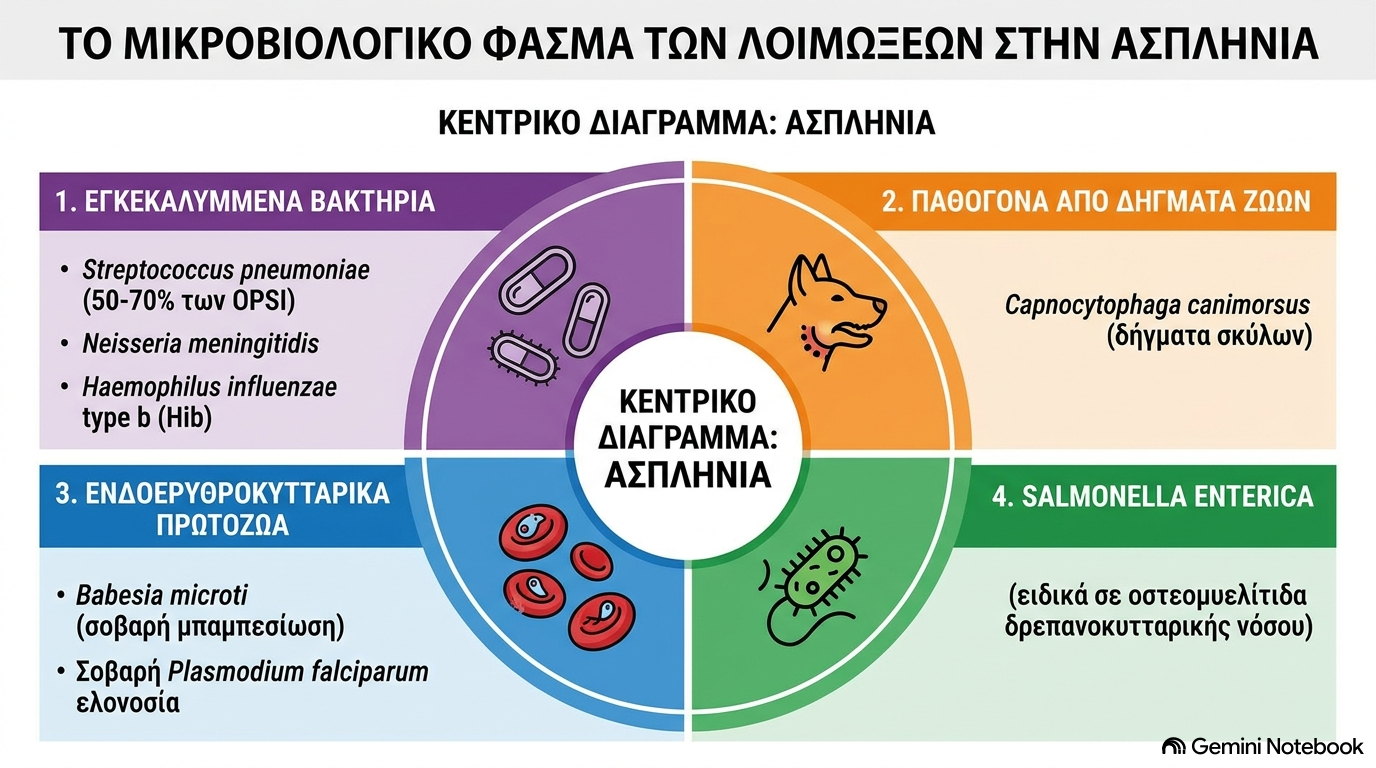 ΤΟ ΜΙΚΡΟΒΙΟΛΟΓΙΚΟ ΦΑΣΜΑ ΤΩΝ ΛΟΙΜΩΞΕΩΝ ΣΤΗΝ ΑΣΠΛΗΝΙΑ
ΚΕΝΤΡΙΚΟ ΔΙΑΓΡΑΜΜΑ: ΑΣΠΛΗΝΙΑ
1. ΕΓΚΕΚΑΛΥΜΜΕΝΑ ΒΑΚΤΗΡΙΑ
• Streptococcus pneumoniae
(50-70% των OPSI)
• Neisseria meningitidis
• Haemophilus influenzae
type b (Hib)
2. ΠΑΘΟΓΟΝΑ ΑΠΟ ΔΗΓΜΑΤΑ ΖΩΩΝ
Capnocytophaga canimorsus
(δήγματα σκύλων)
ΚΕΝΤΡΙΚΟ
ΔΙΑΓΡΑΜΜΑ:
ΑΣΠΛΗΝΙΑ
3. ΕΝΔΟΕΡΥΘΡΟΚΥΤΤΑΡΙΚΑ
ΠΡΩΤΟΖΩΑ
• Babesia microti
(σοβαρή μπαμπεσίωση)
• Σοβαρή Plasmodium falciparum
ελονοσία
4. SALMONELLA ENTERICA
(ειδικά σε οστεομυελίτιδα
δρεπανοκυτταρικής νόσου)
Gemini Notebook